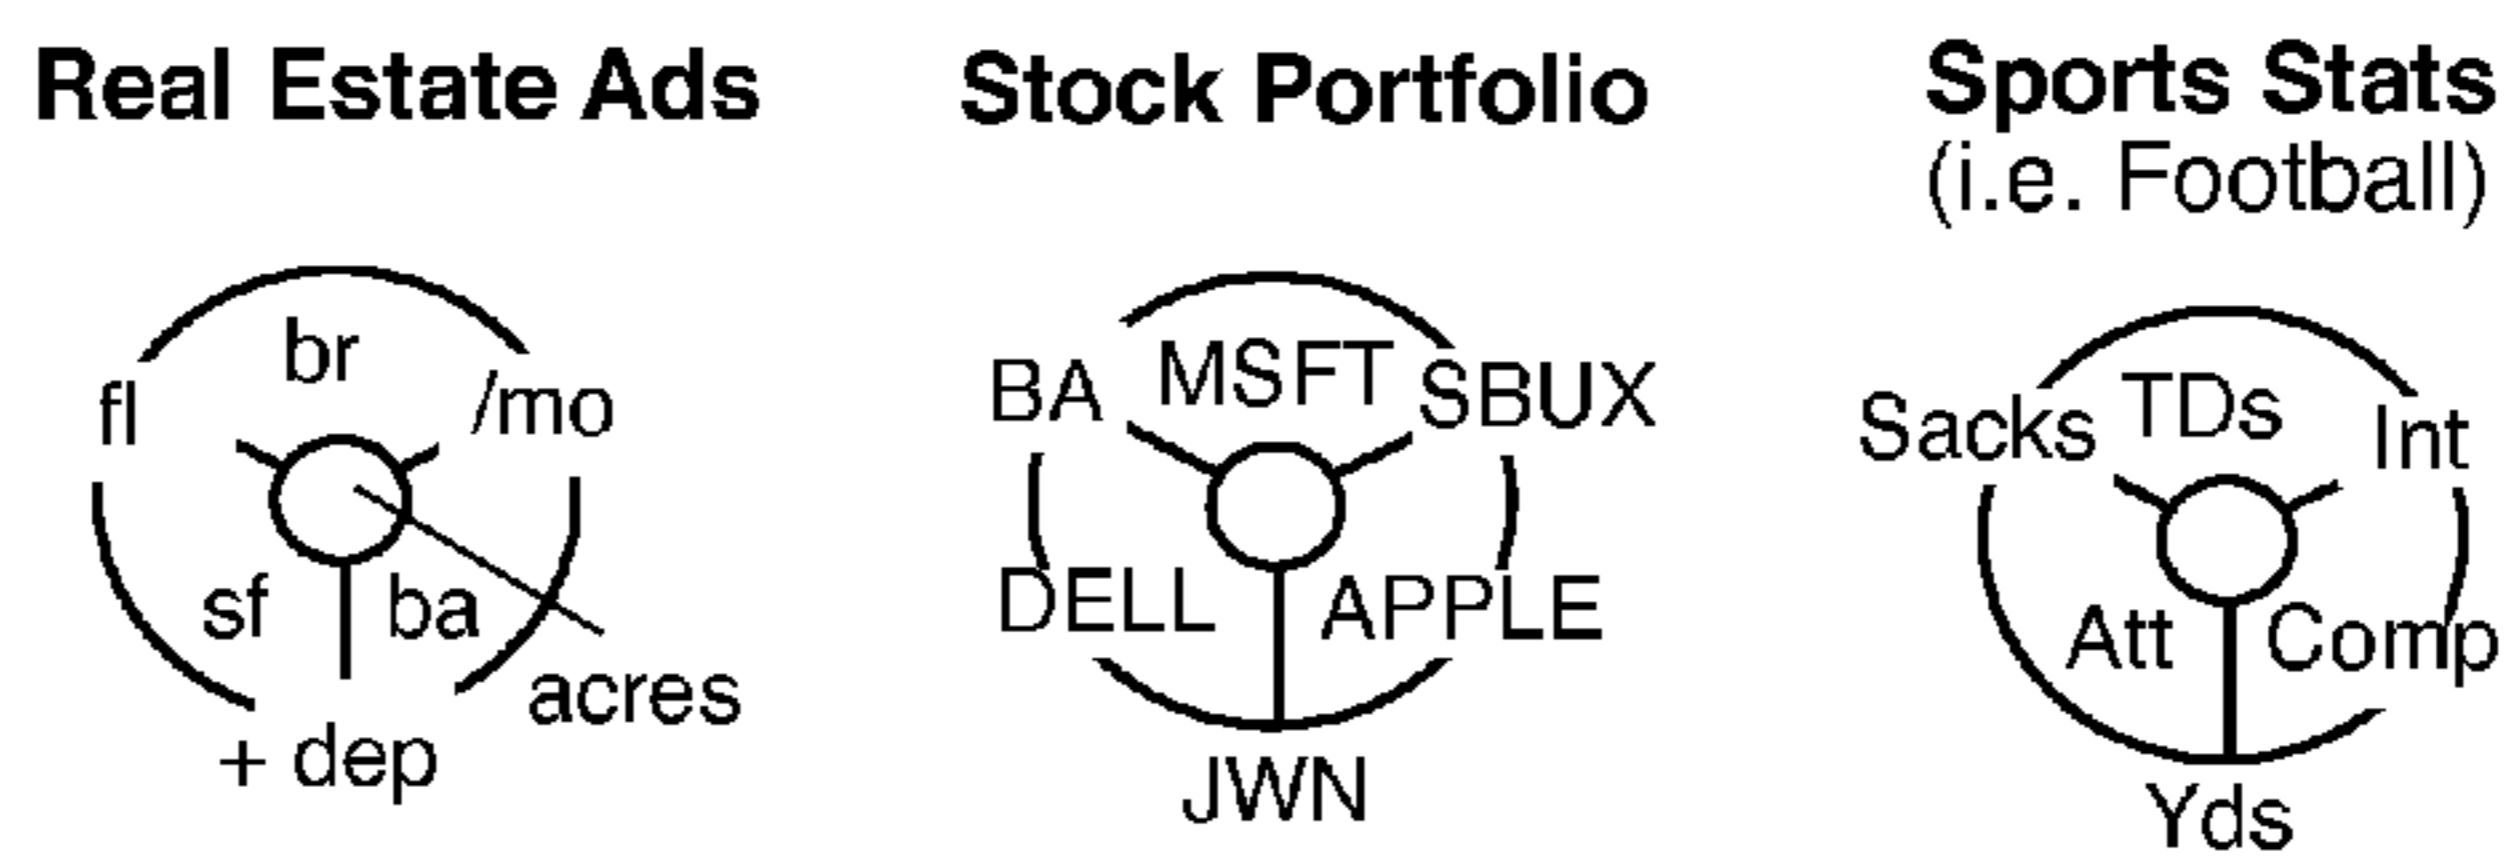 Real Estate Ads
br
fl
/mo
sf
ba
acres
+ dep
Stock Portfolio
MSFT
BA
SBUX
DELL
APPLE
JWN
Sports Stats
(i.e. Football)
TDs
Sacks
Int
Att
Comp
Yds